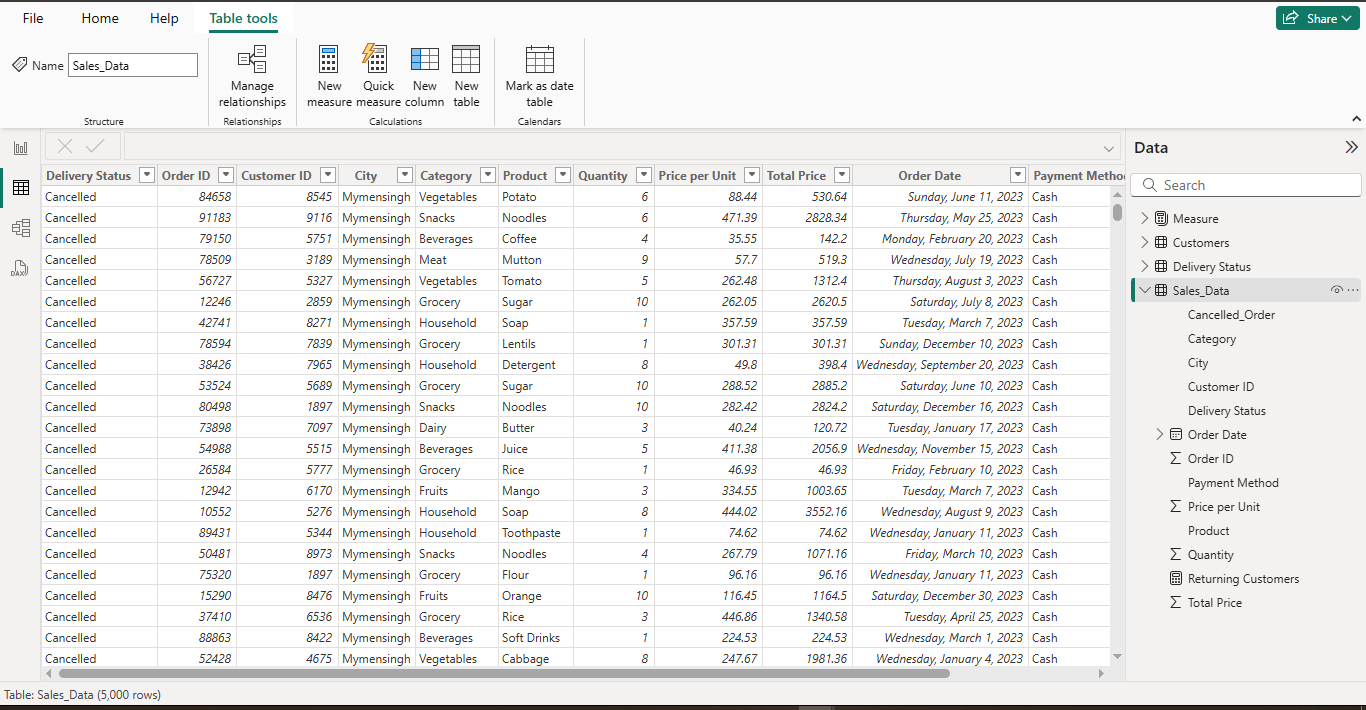 File Home Help Table tools Share
Name Sales_Data
Manage relationships
New measure
Quick measure
New column
New table
Mark as date table
Structure Relationships Calculations Calendars
Data
Delivery Status Order ID Customer ID City Category Product Quantity Price per Unit Total Price Order Date Payment Metho
Cancelled 84658 8545 Mymensingh Vegetables Potato 6 88.44 530.64 Sunday, June 11, 2023 Cash
Cancelled 91183 9116 Mymensingh Snacks Noodles 6 471.39 2828.34 Thursday, May 25, 2023 Cash
Cancelled 79150 5751 Mymensingh Beverages Coffee 4 35.55 142.2 Monday, February 20, 2023 Cash
Cancelled 78509 3189 Mymensingh Meat Mutton 9 57.7 519.3 Wednesday, July 19, 2023 Cash
Cancelled 56727 5327 Mymensingh Vegetables Tomato 5 262.48 1312.4 Thursday, August 3, 2023 Cash
Cancelled 12246 2859 Mymensingh Grocery Sugar 10 262.05 2620.5 Saturday, July 8, 2023 Cash
Cancelled 42741 8271 Mymensingh Household Soap 1 357.59 357.59 Tuesday, March 7, 2023 Cash
Cancelled 78594 7839 Mymensingh Grocery Lentils 1 301.31 301.31 Sunday, December 10, 2023 Cash
Cancelled 38426 7965 Mymensingh Household Detergent 8 49.8 398.4 Wednesday, September 20, 2023 Cash
Cancelled 53524 5689 Mymensingh Grocery Sugar 10 288.52 2885.2 Saturday, June 10, 2023 Cash
Cancelled 80498 1897 Mymensingh Snacks Noodles 10 282.42 2824.2 Saturday, December 16, 2023 Cash
Cancelled 73898 7097 Mymensingh Dairy Butter 3 40.24 120.72 Tuesday, January 17, 2023 Cash
Cancelled 54988 5515 Mymensingh Beverages Juice 5 411.38 2056.9 Wednesday, November 15, 2023 Cash
Cancelled 26584 5777 Mymensingh Grocery Rice 1 46.93 46.93 Friday, February 10, 2023 Cash
Cancelled 12942 6170 Mymensingh Fruits Mango 3 334.55 1003.65 Tuesday, March 7, 2023 Cash
Cancelled 10552 5276 Mymensingh Household Soap 8 444.02 3552.16 Wednesday, August 9, 2023 Cash
Cancelled 89431 5344 Mymensingh Household Toothpaste 1 74.62 74.62 Wednesday, January 11, 2023 Cash
Cancelled 50481 8973 Mymensingh Snacks Noodles 4 267.79 1071.16 Friday, March 10, 2023 Cash
Cancelled 75320 1897 Mymensingh Grocery Flour 1 96.16 96.16 Wednesday, January 11, 2023 Cash
Cancelled 15290 8476 Mymensingh Fruits Orange 10 116.45 1164.5 Saturday, December 30, 2023 Cash
Cancelled 37410 6536 Mymensingh Grocery Rice 3 446.86 1340.58 Tuesday, April 25, 2023 Cash
Cancelled 88863 8422 Mymensingh Beverages Soft Drinks 1 224.53 224.53 Wednesday, March 1, 2023 Cash
Cancelled 52428 4675 Mymensingh Vegetables Cabbage 8 247.67 1981.36 Wednesday, January 4, 2023 Cash
Search
Measure
Customers
Delivery Status
Sales_Data
Cancelled_Order
Category
City
Customer ID
Delivery Status
Order Date
Order ID
Payment Method
Price per Unit
Product
Quantity
Returning Customers
Total Price
DAX
Table: Sales_Data (5,000 rows)